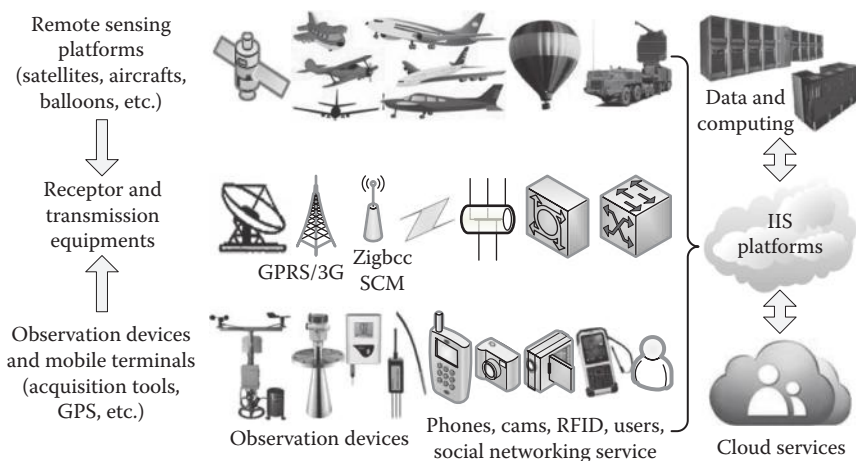 Remote sensing
platforms
(satellites, aircrafts,
balloons, etc.)
Data and
computing
Receptor and
transmission
equipments
GPRS/3G
Zigbcc
SCM
IIS
platforms
Observation devices
and mobile terminals
(acquisition tools,
GPS, etc.)
Observation devices
Phones, cams, RFID, users,
social networking service
Cloud services